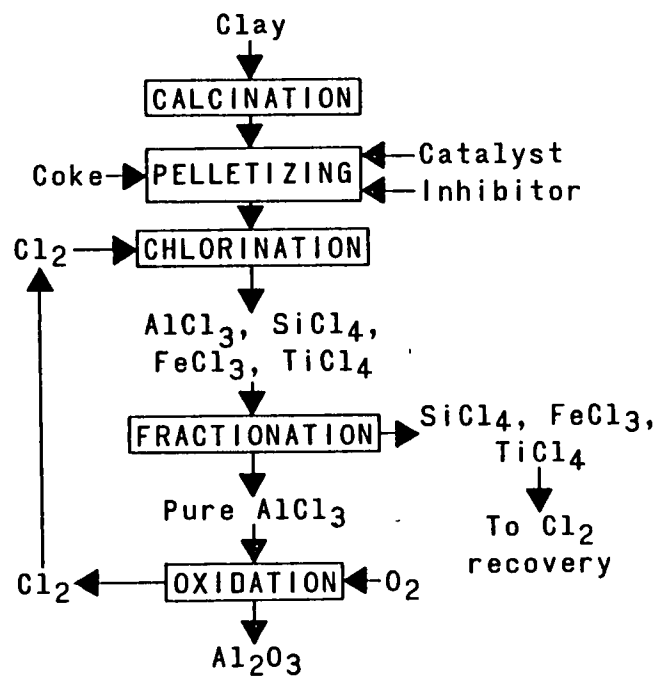 Clay
CALCINATION
Coke
PELLETIZING
Catalyst
Inhibitor
Cl2
CHLORINATION
AlCl3, SiCl4,
FeCl3, TiCl4
FRACTIONATION
SiCl4, FeCl3,
TiCl4
Pure AlCl3
To Cl2
recovery
Cl2
OXIDATION
O2
Al2O3